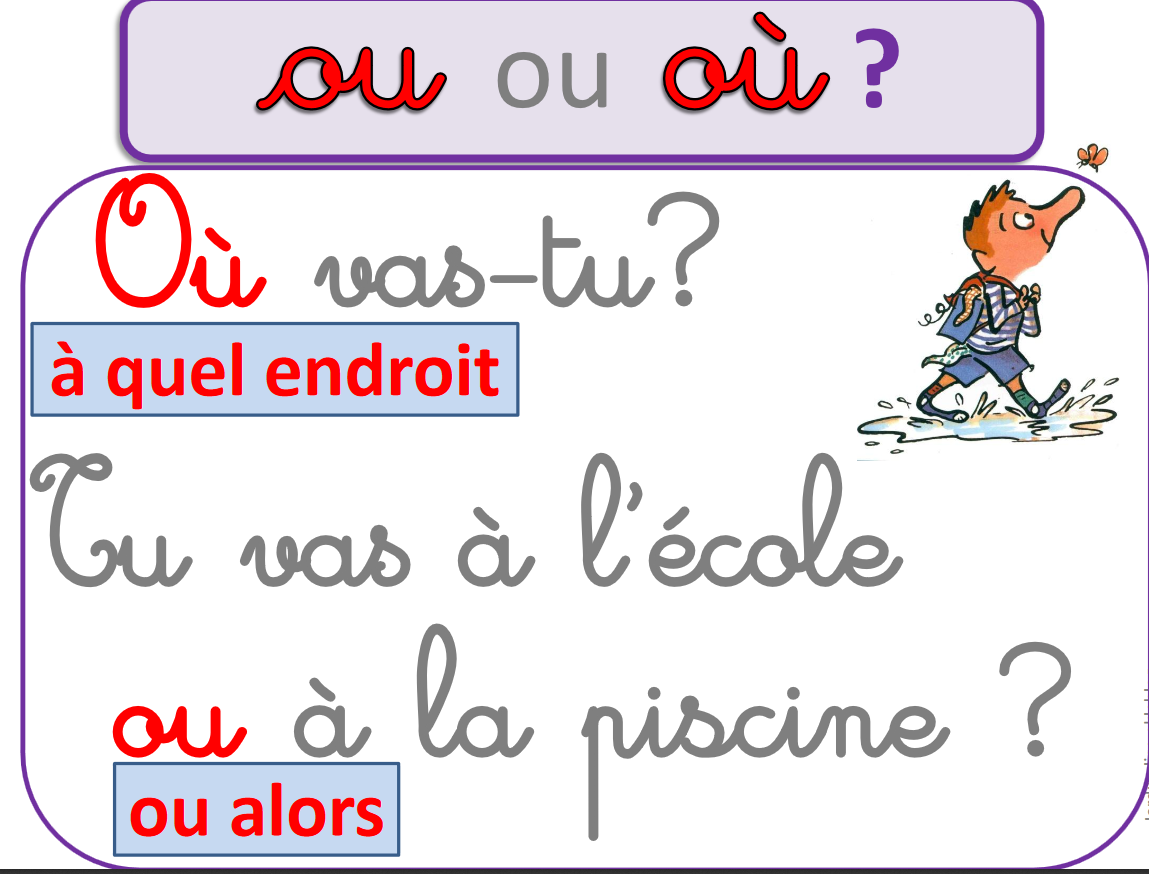 ou ou où ?
Où vas-tu?
à quel endroit
Tu vas à l'école
ou à la piscine ?
ou alors